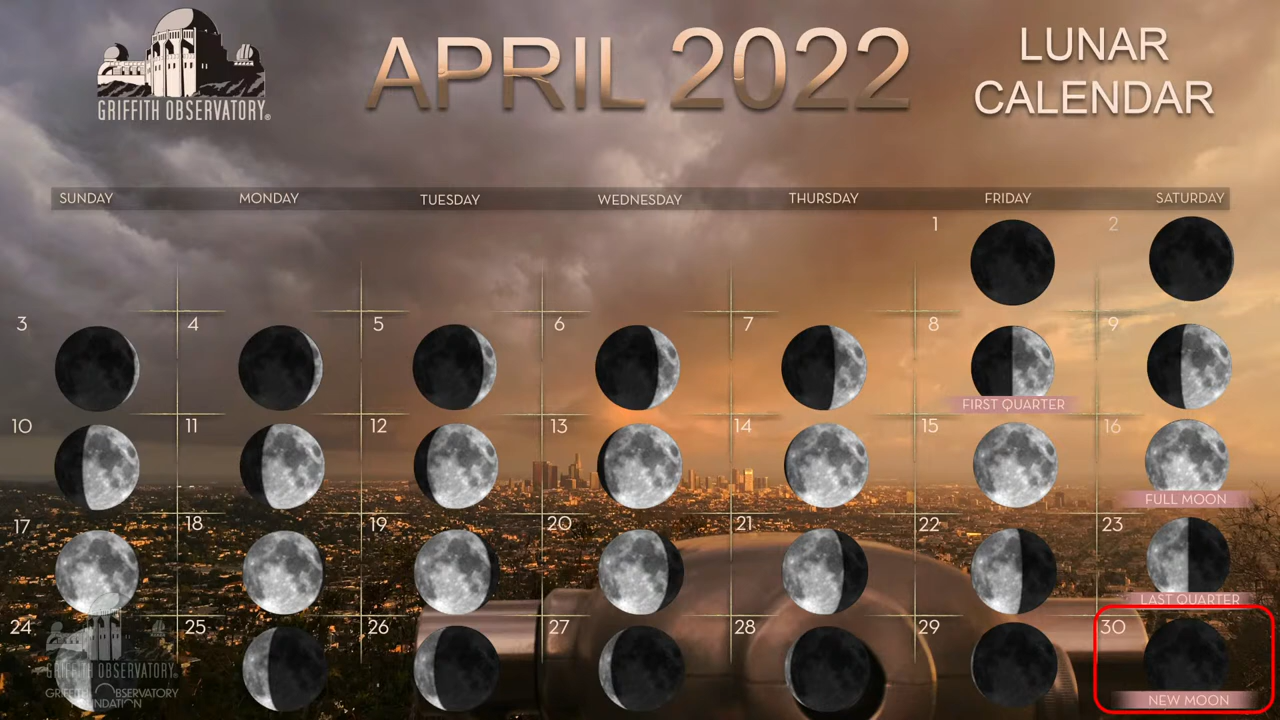 GRIFFITH OBSERVATORY®
APRIL 2022
LUNAR
CALENDAR
SUNDAY MONDAY TUESDAY WEDNESDAY THURSDAY FRIDAY SATURDAY
1 2
3 4 5 6 7 8 9
FIRST QUARTER
10 11 12 13 14 15 16
FULL MOON
17 18 19 20 21 22 23
LAST QUARTER
24 25 26 27 28 29 30
GRIFFITH OBSERVATORY®
GRIFFITH OBSERVATORY
FOUNDATION
NEW MOON